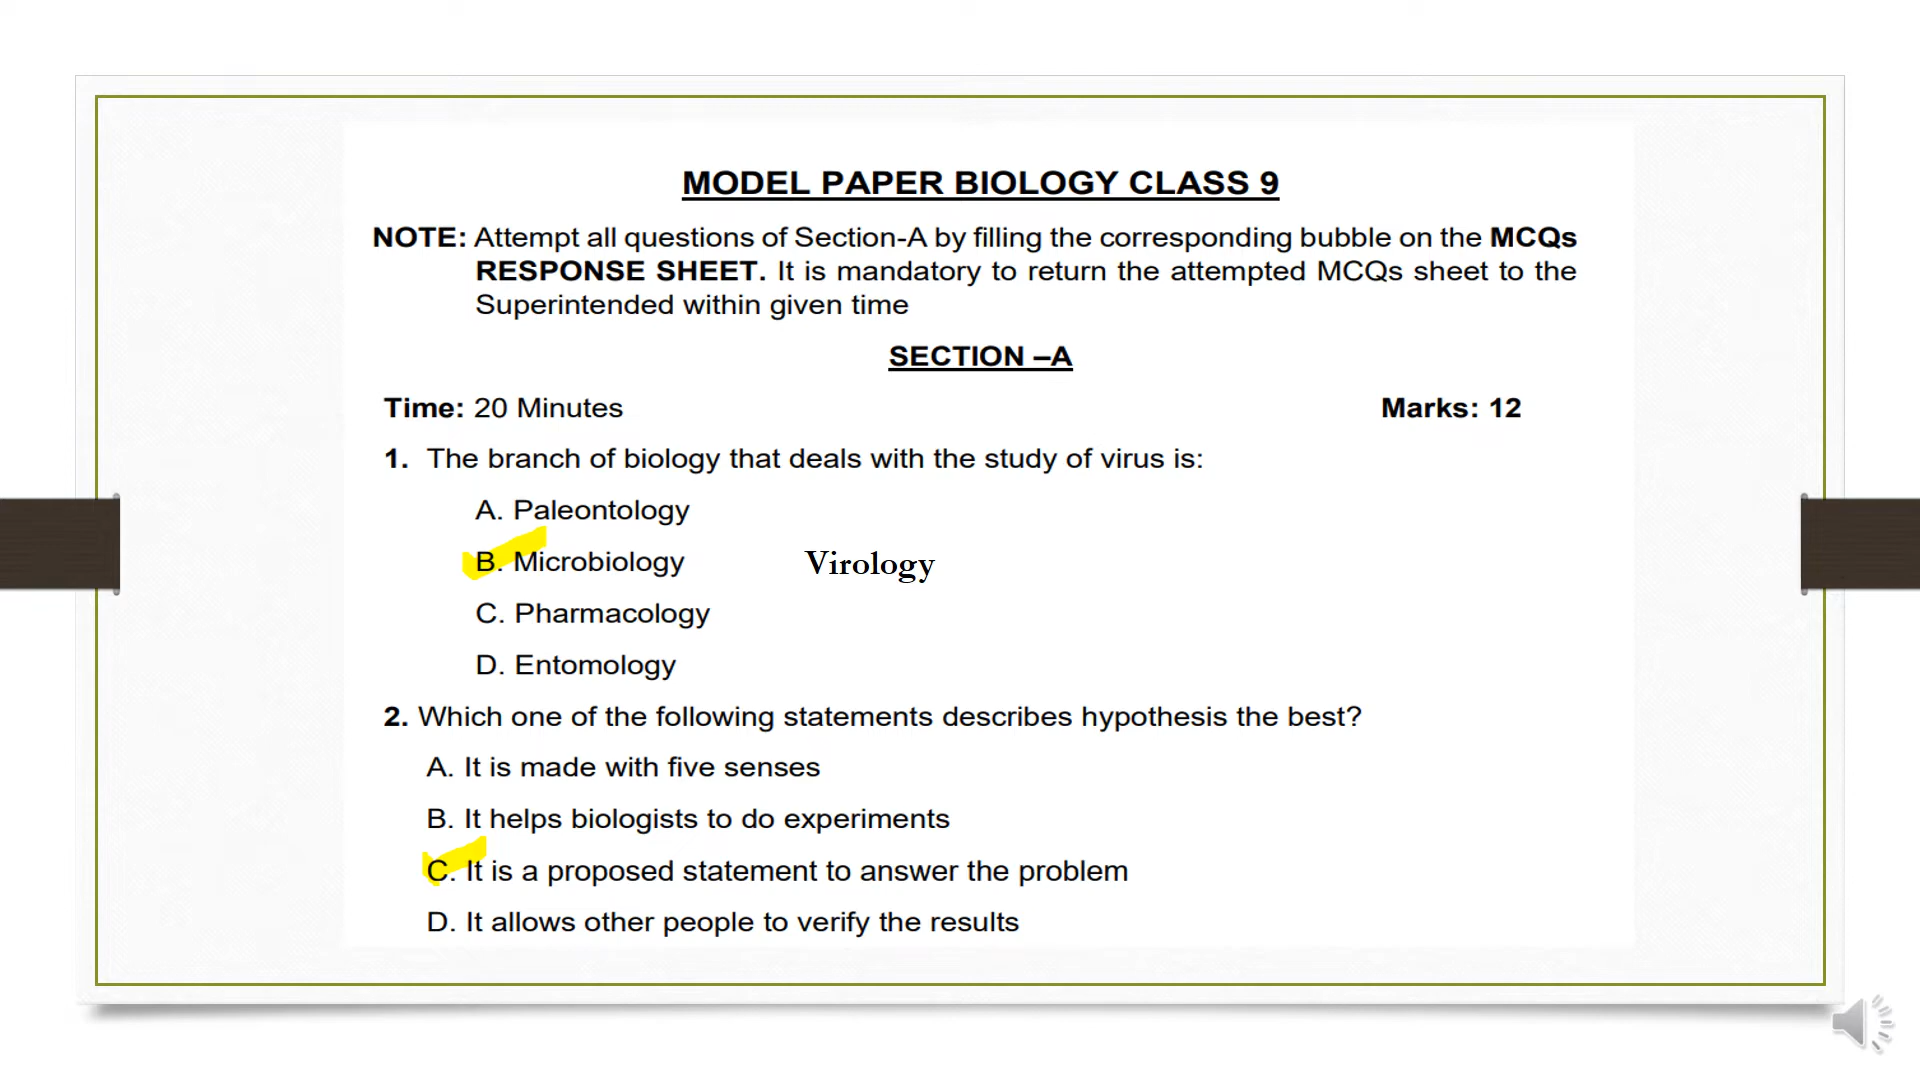 MODEL PAPER BIOLOGY CLASS 9
NOTE: Attempt all questions of Section-A by filling the corresponding bubble on the MCQs
RESPONSE SHEET. It is mandatory to return the attempted MCQs sheet to the
Superintended within given time
SECTION –A
Time: 20 Minutes Marks: 12
1. The branch of biology that deals with the study of virus is:
A. Paleontology
B. Microbiology Virology
C. Pharmacology
D. Entomology
2. Which one of the following statements describes hypothesis the best?
A. It is made with five senses
B. It helps biologists to do experiments
C. It is a proposed statement to answer the problem
D. It allows other people to verify the results